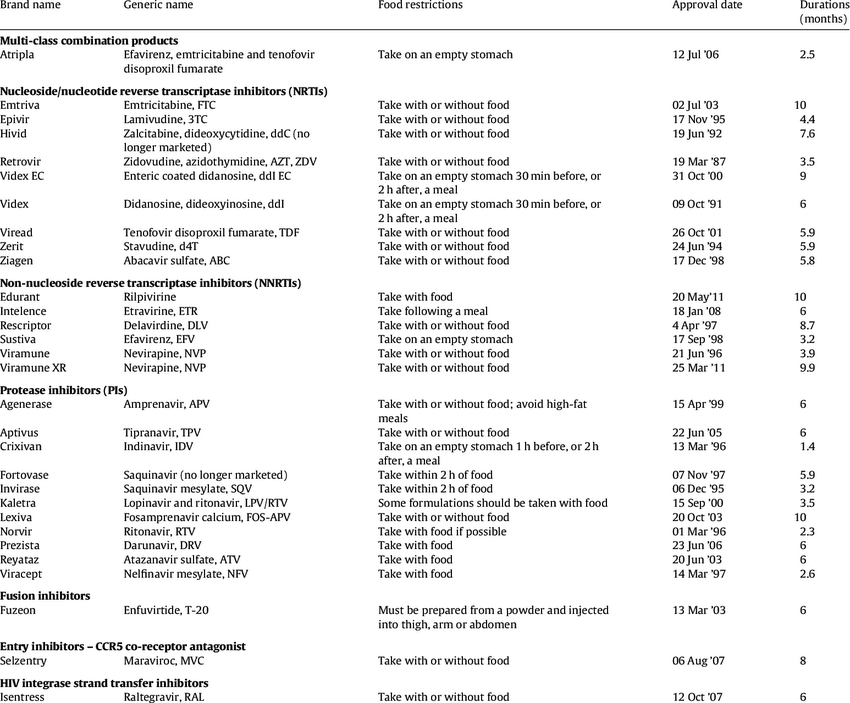 Brand name Generic name Food restrictions Approval date Durations
(months)
Multi-class combination products
Atripla Efavirenz, emtricitabine and tenofovir Take on an empty stomach 12 Jul '06 2.5
disoproxil fumarate
Nucleoside/nucleotide reverse transcriptase inhibitors (NRTIs)
Emtriva Emtricitabine, FTC Take with or without food 02 Jul '03 10
Epivir Lamivudine, 3TC Take with or without food 17 Nov '95 4.4
Hivid Zalcitabine, dideoxycytidine, ddC (no Take with or without food 19 Jun '92 7.6
longer marketed)
Retrovir Zidovudine, azidothymidine, AZT, ZDV Take with or without food 19 Mar '87 3.5
Videx EC Enteric coated didanosine, ddI EC Take on an empty stomach 30 min before, or 31 Oct '00 9
2 h after, a meal
Videx Didanosine, dideoxyinosine, ddI Take on an empty stomach 30 min before, or 09 Oct '91 6
2 h after, a meal
Viread Tenofovir disoproxil fumarate, TDF Take with or without food 26 Oct '01 5.9
Zerit Stavudine, d4T Take with or without food 24 Jun '94 5.9
Ziagen Abacavir sulfate, ABC Take with or without food 17 Dec '98 5.8
Non-nucleoside reverse transcriptase inhibitors (NNRTIs)
Edurant Rilpivirine Take with food 20 May'11 10
Intelence Etravirine, ETR Take following a meal 18 Jan '08 6
Rescriptor Delavirdine, DLV Take with or without food 4 Apr '97 8.7
Sustiva Efavirenz, EFV Take on an empty stomach 17 Sep '98 3.2
Viramune Nevirapine, NVP Take with or without food 21 Jun '96 3.9
Viramune XR Nevirapine, NVP Take with or without food 25 Mar '11 9.9
Protease inhibitors (PIs)
Agenerase Amprenavir, APV Take with or without food; avoid high-fat 15 Apr '99 6
meals
Aptivus Tipranavir, TPV Take with or without food 22 Jun '05 6
Crixivan Indinavir, IDV Take on an empty stomach 1 h before, or 2 h 13 Mar '96 1.4
after, a meal
Fortovase Saquinavir (no longer marketed) Take within 2 h of food 07 Nov '97 5.9
Invirase Saquinavir mesylate, SQV Take within 2 h of food 06 Dec '95 3.2
Kaletra Lopinavir and ritonavir, LPV/RTV Some formulations should be taken with food 15 Sep '00 3.5
Lexiva Fosamprenavir calcium, FOS-APV Take with or without food 20 Oct '03 10
Norvir Ritonavir, RTV Take with food if possible 01 Mar '96 2.3
Prezista Darunavir, DRV Take with food 23 Jun '06 6
Reyataz Atazanavir sulfate, ATV Take with food 20 Jun '03 6
Viracept Nelfinavir mesylate, NFV Take with food 14 Mar '97 2.6
Fusion inhibitors
Fuzeon Enfuvirtide, T-20 Must be prepared from a powder and injected 13 Mar '03 6
into thigh, arm or abdomen
Entry inhibitors – CCR5 co-receptor antagonist
Selzentry Maraviroc, MVC Take with or without food 06 Aug '07 8
HIV integrase strand transfer inhibitors
Isentress Raltegravir, RAL Take with or without food 12 Oct '07 6